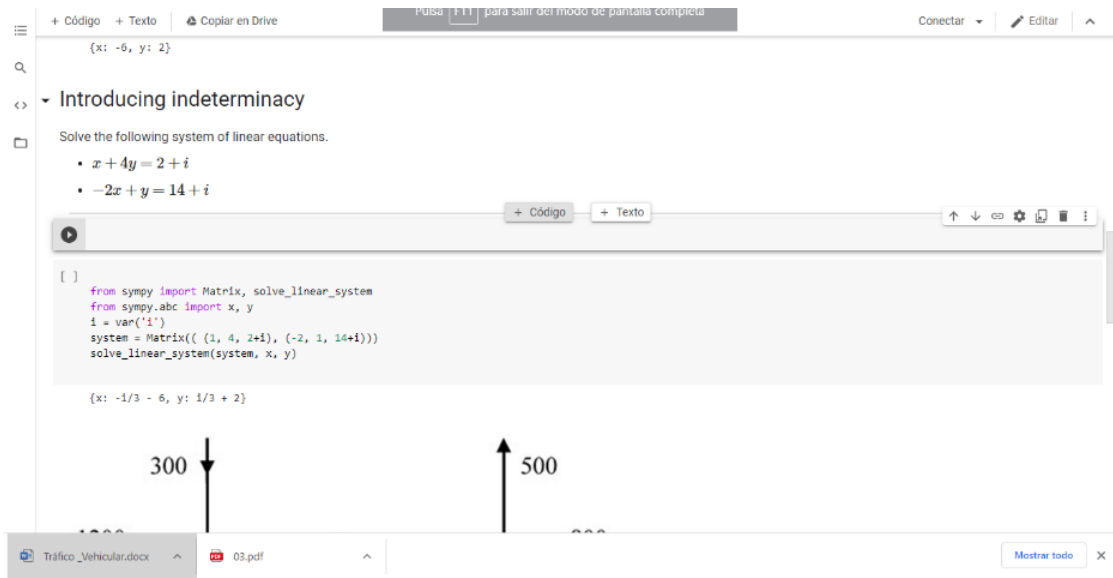 + Código + Texto Copiar en Drive
Pulsa F11 para salir del modo de pantalla completa
Conectar Editar
{x: -6, y: 2}
Introducing indeterminacy
Solve the following system of linear equations.
• x + 4y = 2 + i
• −2x + y = 14 + i
+ Código + Texto
[ ]
from sympy import Matrix, solve_linear_system
from sympy.abc import x, y
i = var('i')
system = Matrix(( (1, 4, 2+i), (-2, 1, 14+i)))
solve_linear_system(system, x, y)
{x: -i/3 - 6, y: i/3 + 2}
300 500
Tráfico _Vehicular.docx 03.pdf Mostrar todo